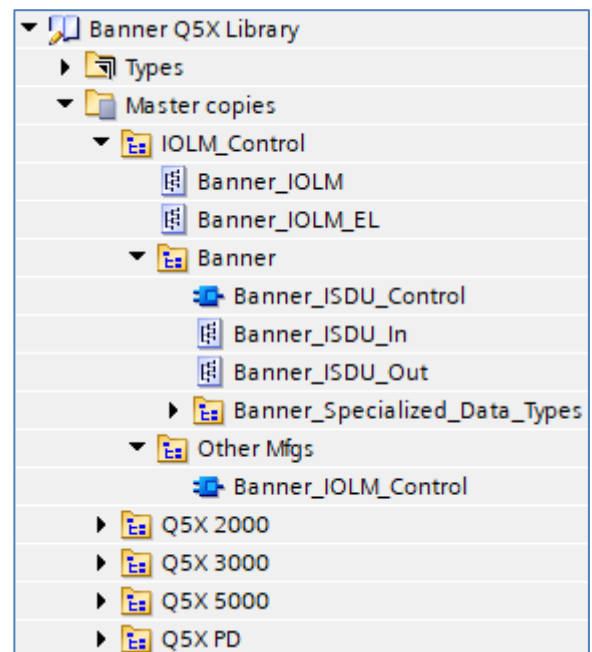 Banner Q5X Library
Types
Master copies
IOLM_Control
Banner_IOLM
Banner_IOLM_EL
Banner
Banner_ISDU_Control
Banner_ISDU_In
Banner_ISDU_Out
Banner_Specialized_Data_Types
Other Mfgs
Banner_IOLM_Control
Q5X 2000
Q5X 3000
Q5X 5000
Q5X PD